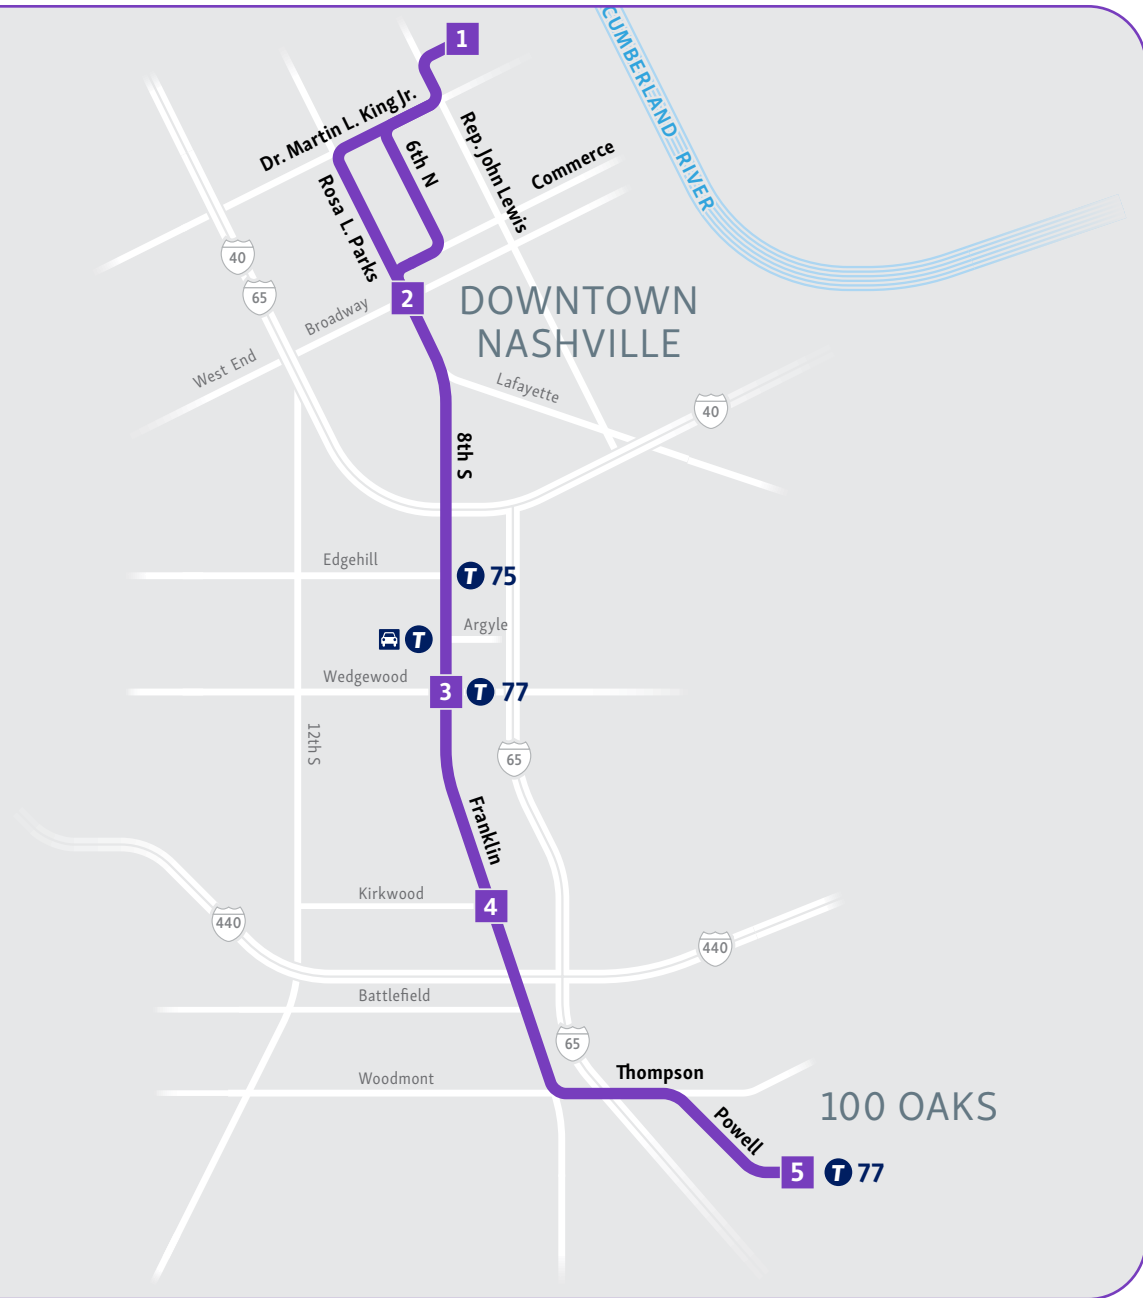 1
CUMBERLAND RIVER
Dr. Martin L. King Jr.
Rep. John Lewis
6th N
Commerce
Rosa L. Parks
40
65
2
DOWNTOWN
NASHVILLE
Broadway
West End
Lafayette
40
8th S
Edgehill
T 75
Argyle
T
Wedgewood
3
T 77
12th S
65
Franklin
Kirkwood
4
440
440
Battlefield
65
Thompson
Woodmont
100 OAKS
Powell
5
T 77